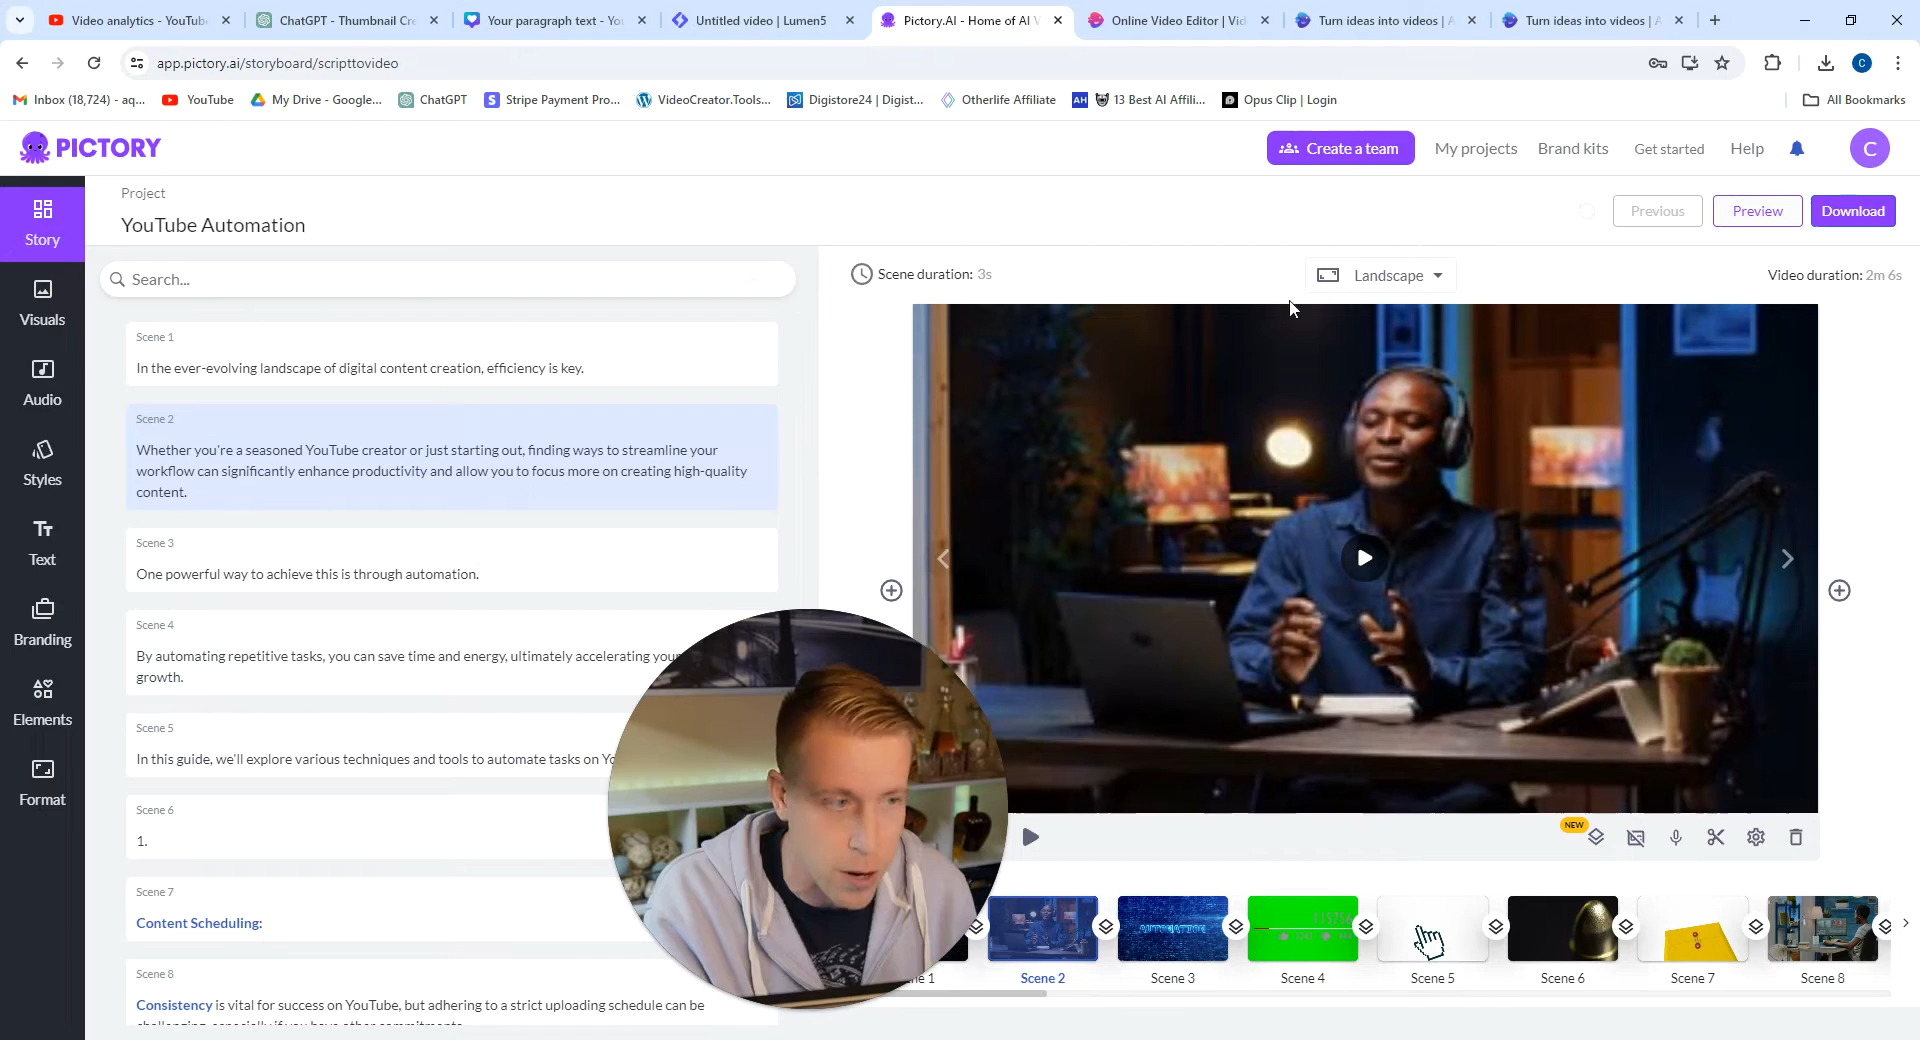 Video analytics - YouTube
ChatGPT - Thumbnail Cre
Your paragraph text - You
Untitled video | Lumen5
Pictory.AI - Home of AI V
Online Video Editor | Vid
Turn ideas into videos | A
Turn ideas into videos | A
app.pictory.ai/storyboard/scripttovideo
Inbox (18,724) - aq...
YouTube
My Drive - Google...
ChatGPT
Stripe Payment Pro...
VideoCreator.Tools...
Digistore24 | Digist...
Otherlife Affiliate
AH
13 Best AI Affili...
Opus Clip | Login
All Bookmarks
PICTORY
Create a team
My projects
Brand kits
Get started
Help
C
Story
Visuals
Audio
Styles
Text
Branding
Elements
Format
Project
YouTube Automation
Previous
Preview
Download
Search...
Scene duration: 3s
Landscape
Video duration: 2m 6s
Scene 1
In the ever-evolving landscape of digital content creation, efficiency is key.
Scene 2
Whether you're a seasoned YouTube creator or just starting out, finding ways to streamline your
workflow can significantly enhance productivity and allow you to focus more on creating high-quality
content.
Scene 3
One powerful way to achieve this is through automation.
Scene 4
By automating repetitive tasks, you can save time and energy, ultimately accelerating your
growth.
Scene 5
In this guide, we'll explore various techniques and tools to automate tasks on Yo
Scene 6
1.
Scene 7
Content Scheduling:
Scene 8
Consistency is vital for success on YouTube, but adhering to a strict uploading schedule can be
NEW
AUTOMATION
Scene 2
Scene 3
Scene 4
Scene 5
Scene 6
Scene 7
Scene 8